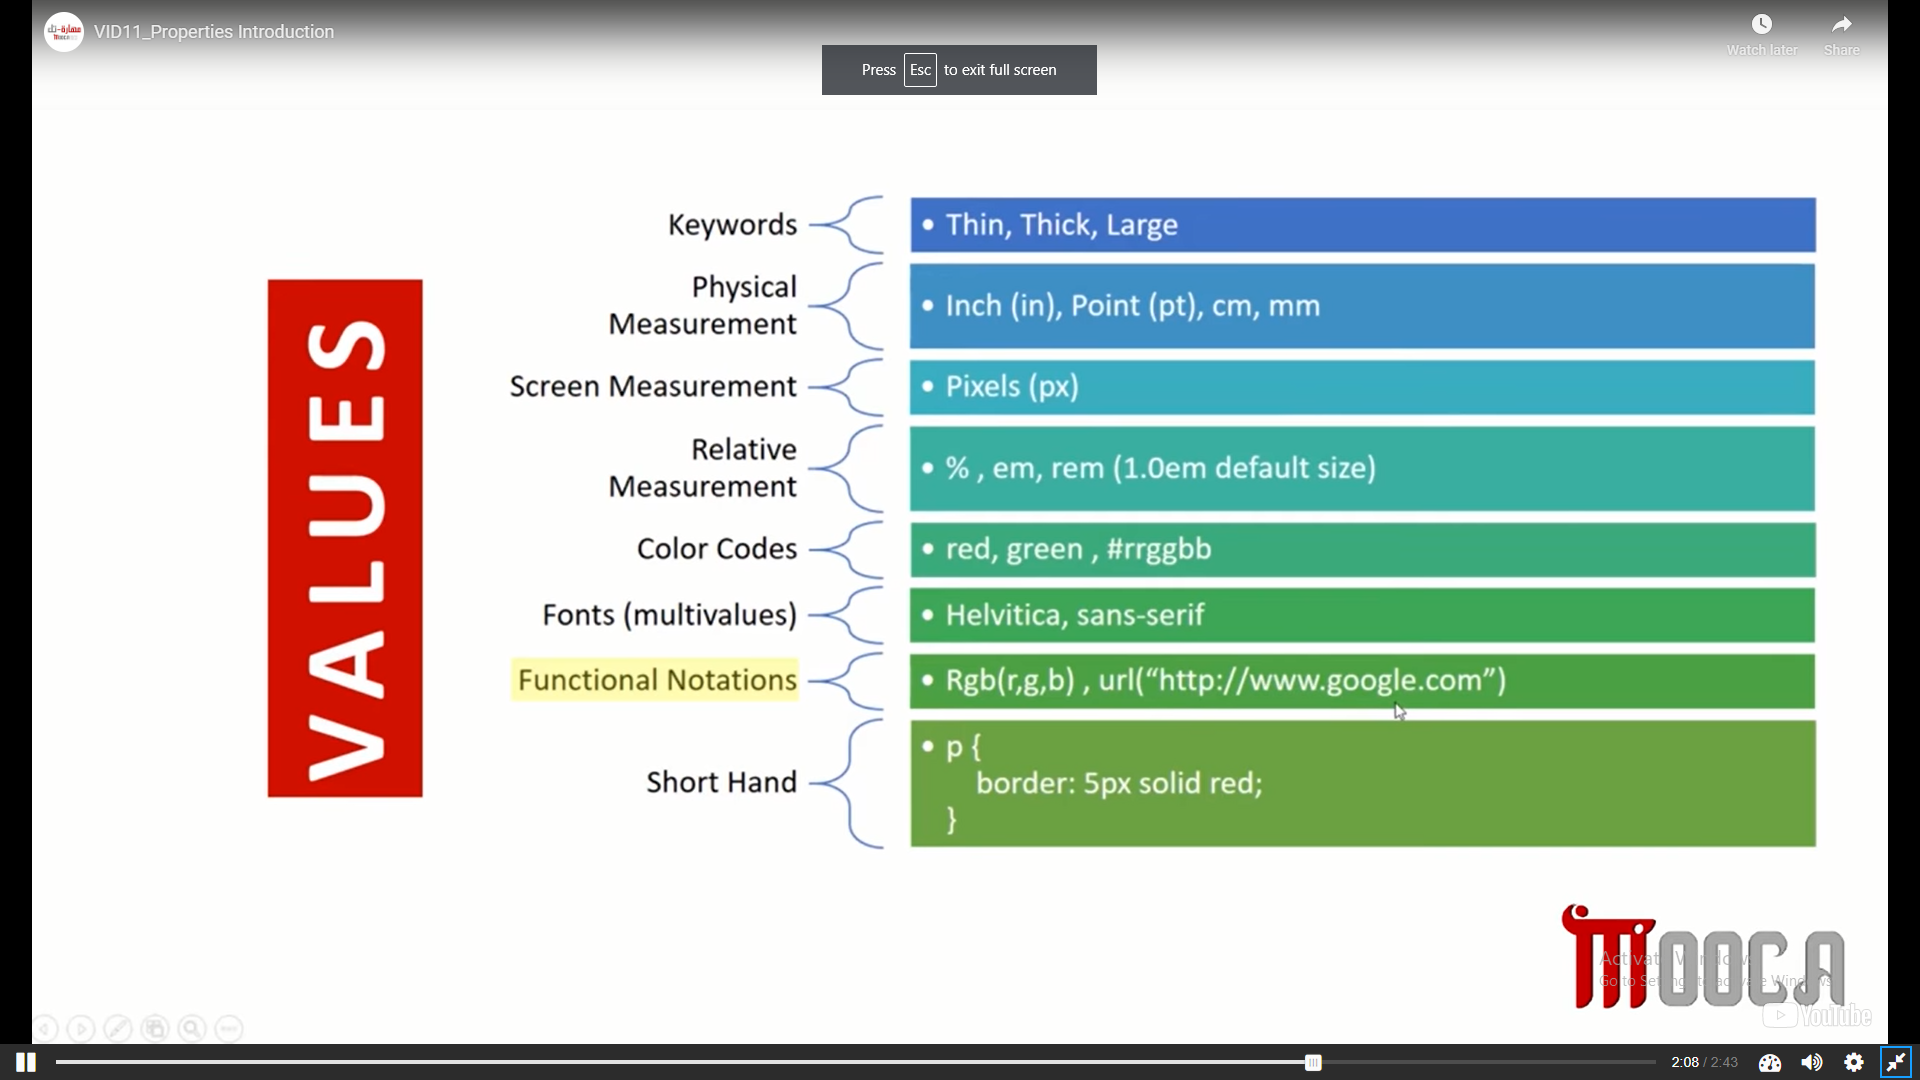 VID11_Properties Introduction
Watch later
Share
Press Esc to exit full screen
VALUES
Keywords
• Thin, Thick, Large
Physical
Measurement
• Inch (in), Point (pt), cm, mm
Screen Measurement
• Pixels (px)
Relative
Measurement
• % , em, rem (1.0em default size)
Color Codes
• red, green , #rrggbb
Fonts (multivalues)
• Helvitica, sans-serif
Functional Notations
• Rgb(r,g,b) , url(“http://www.google.com”)
Short Hand
• p {
border: 5px solid red;
}
MOOCA
Activate Windows
Go to Settings to activate Windows.
YouTube
2:08 / 2:43